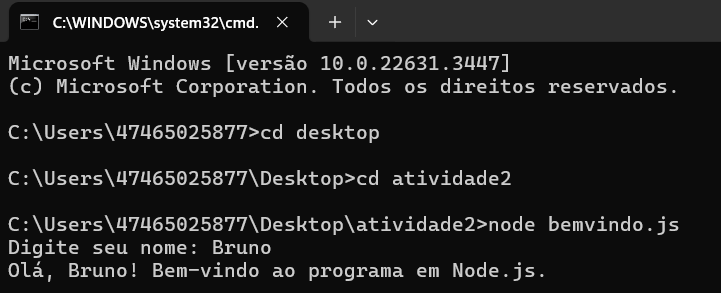 C:\WINDOWS\system32\cmd.
Microsoft Windows [versão 10.0.22631.3447]
(c) Microsoft Corporation. Todos os direitos reservados.
C:\Users\47465025877>cd desktop
C:\Users\47465025877\Desktop>cd atividade2
C:\Users\47465025877\Desktop\atividade2>node bemvindo.js
Digite seu nome: Bruno
Olá, Bruno! Bem-vindo ao programa em Node.js.